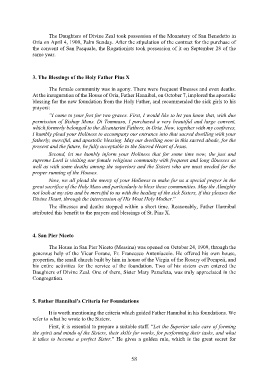 The Daughters of Divine Zeal took possession of the Monastery of San Benedetto in
Oria on April 4, 1909, Palm Sunday. After the stipulation of the contract for the purchase of
the convent of San Pasquale, the Rogationists took possession of it on September 28 of the
same year.
3. The Blessings of the Holy Father Pius X
The female community was in agony. There were frequent illnesses and even deaths.
At the inauguration of the House of Oria, Father Hannibal, on October 7, implored the apostolic
blessing for the new foundation from the Holy Father, and recommended the sick girls to his
prayers:
"I come to your feet for two graces. First, I would like to let you know that, with due
permission of Bishop Mons. Di Tommaso, I purchased a very beautiful and large convent,
which formerly belonged to the Alcantarist Fathers, in Oria. Now, together with my confreres,
I humbly plead your Holiness to accompany our entrance into that sacred dwelling with your
fatherly, merciful, and apostolic blessing. May our dwelling now in this sacred abode, for the
present and the future, be fully acceptable to the Sacred Heart of Jesus.
Second, let me humbly inform your Holiness that for some time now, the just and
supreme Lord is visiting our female religious community with frequent and long illnesses as
well as with some deaths among the superiors and the Sisters who are most needed for the
proper running of the Houses.
Now, we all plead the mercy of your Holiness to make for us a special prayer in the
great sacrifice of the Holy Mass and particularly to bless these communities. May the Almighty
not look at my sins and be merciful to us with the healing of the sick Sisters, if this pleases the
Divine Heart, through the intercession of His Most Holy Mother."
The illnesses and deaths stopped within a short time. Reasonably, Father Hannibal
attributed this benefit to the prayers and blessings of St. Pius X.
4. San Pier Niceto
The House in San Pier Niceto (Messina) was opened on October 24, 1909, through the
generous help of the Vicar Forane, Fr. Francesco Antonuccio. He offered his own house,
properties, the small church built by him in honor of the Virgin of the Rosary of Pompeii, and
his entire activities for the service of the foundation. Two of his sisters even entered the
Daughters of Divine Zeal. One of them, Sister Mary Paracleta, was truly appreciated in the
Congregation.
5. Father Hannibal's Criteria for Foundations
It is worth mentioning the criteria which guided Father Hannibal in his foundations. We
refer to what he wrote to the Sisters.
First, it is essential to prepare a suitable staff. "Let the Superior take care of forming
the spirit and minds of the Sisters, their skills for works, for performing their tasks, and what
it takes to become a perfect Sister." He gives a golden rule, which is the great secret for
58